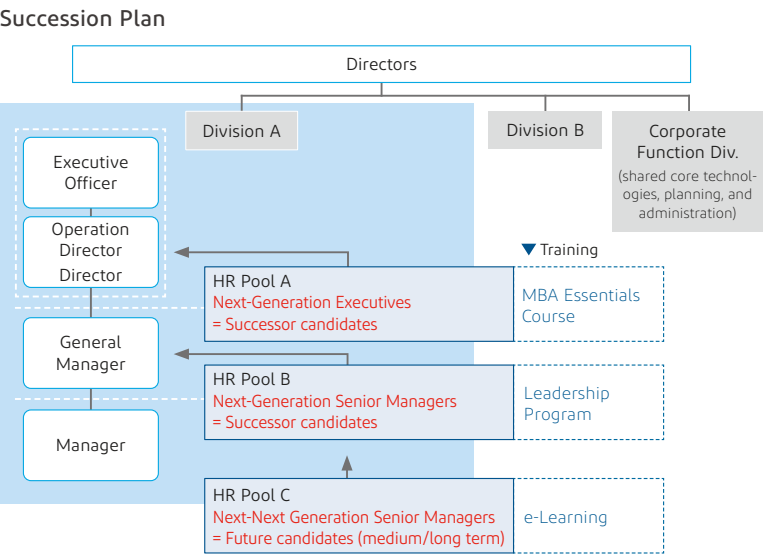 Succession Plan
Directors
Division A
Division B
Corporate
Function Div.
(shared core technol-
ogies, planning, and
administration)
Executive
Officer
Operation
Director
Director
▼ Training
HR Pool A
Next-Generation Executives
= Successor candidates
MBA Essentials
Course
General
Manager
HR Pool B
Next-Generation Senior Managers
= Successor candidates
Leadership
Program
Manager
HR Pool C
Next-Next Generation Senior Managers
= Future candidates (medium/long term)
e-Learning